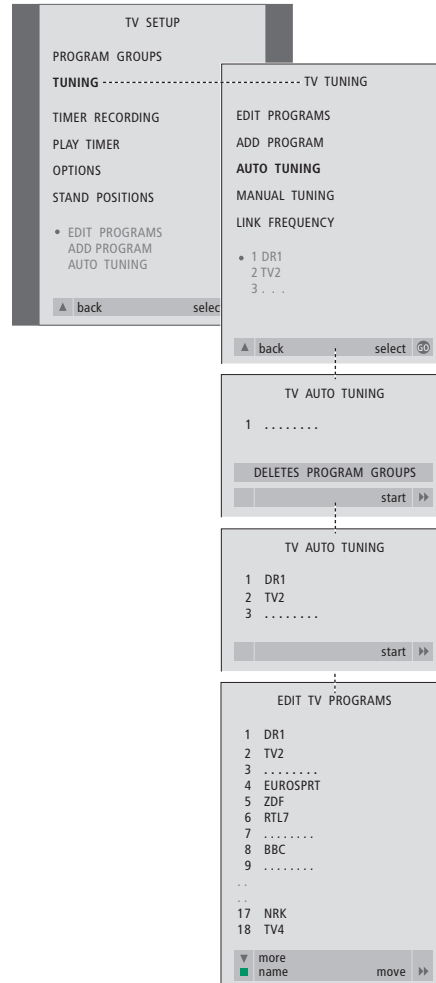 TV SETUP
PROGRAM GROUPS
TUNING
TIMER RECORDING
PLAY TIMER
OPTIONS
STAND POSITIONS
• EDIT PROGRAMS
ADD PROGRAM
AUTO TUNING
▲ back selec
TV TUNING
EDIT PROGRAMS
ADD PROGRAM
AUTO TUNING
MANUAL TUNING
LINK FREQUENCY
• 1 DR1
2 TV2
3 . . .
▲ back select GO
TV AUTO TUNING
1 . . . . . . . .
DELETES PROGRAM GROUPS
start ▸▸
TV AUTO TUNING
1 DR1
2 TV2
3 . . . . . . . .
start ▸▸
EDIT TV PROGRAMS
1 DR1
2 TV2
3 . . . . . . . .
4 EUROSPRT
5 ZDF
6 RTL7
7 . . . . . . . .
8 BBC
9 . . . . . . . .
. .
. .
17 NRK
18 TV4
▼ more
■ name move ▸▸